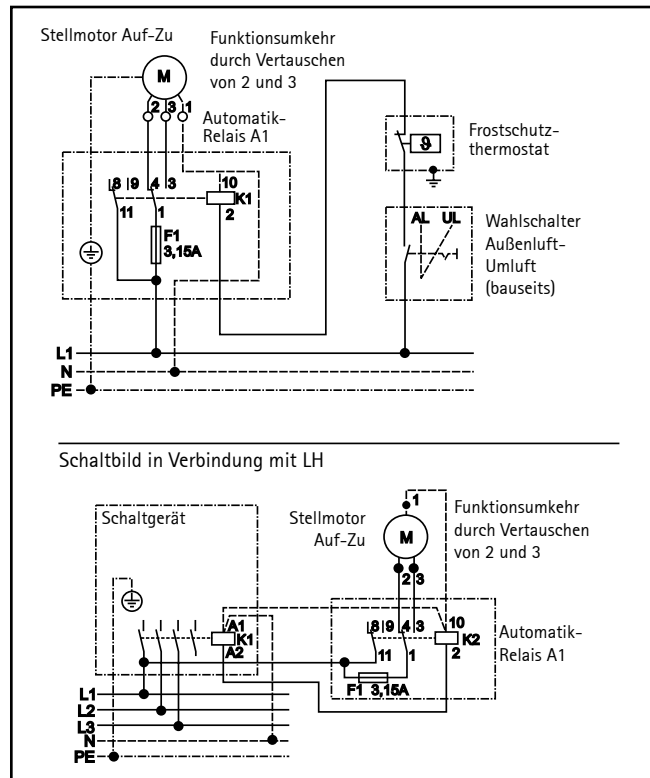 Stellmotor Auf-Zu
Funktionsumkehr
durch Vertauschen
von 2 und 3
M
2 3 1
Automatik-
Relais A1
8 9 4 3 10
K1
11 1 2
F1
3,15A
ϑ
Frostschutz-
thermostat
AL UL
Wahlschalter
Außenluft-
Umluft
(bauseits)
L1
N
PE
Schaltbild in Verbindung mit LH
Schaltgerät
Stellmotor
Auf-Zu
1
M
2 3
Funktionsumkehr
durch Vertauschen
von 2 und 3
A1
K1
A2
8 9 4 3 10
K2
11 1 2
F1 3,15A
Automatik-
Relais A1
L1
L2
L3
N
PE